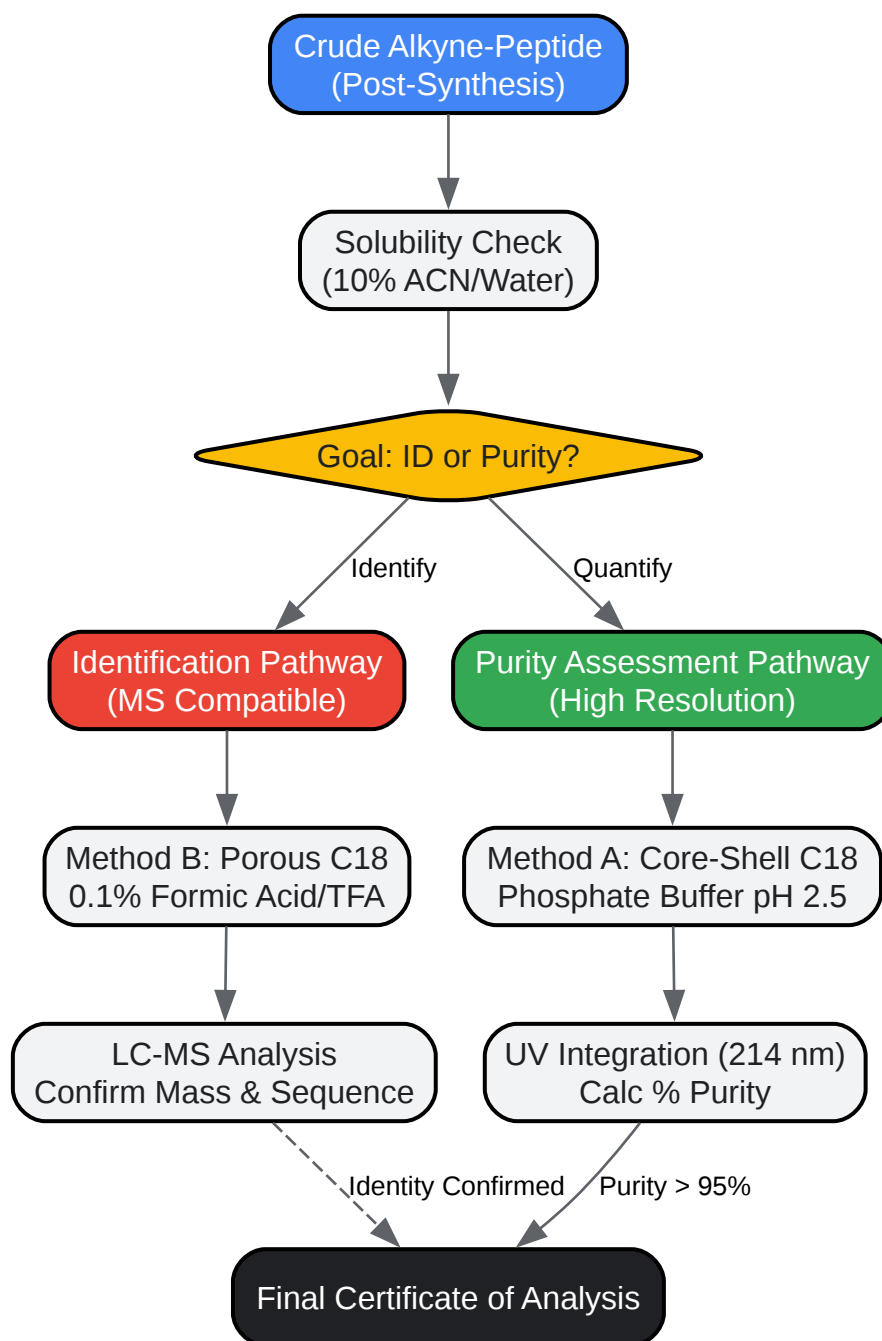 Crude Alkyne-Peptide
(Post-Synthesis)
Solubility Check
(10% ACN/Water)
Goal: ID or Purity?
Identify
Quantify
Identification Pathway
(MS Compatible)
Purity Assessment Pathway
(High Resolution)
Method B: Porous C18
0.1% Formic Acid/TFA
Method A: Core-Shell C18
Phosphate Buffer pH 2.5
LC-MS Analysis
Confirm Mass & Sequence
UV Integration (214 nm)
Calc % Purity
Identity Confirmed
Purity > 95%
Final Certificate of Analysis